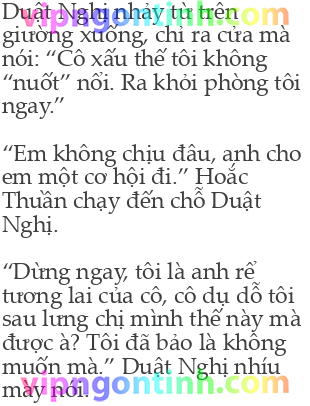 Duật Nghị nhảy từ trên
giường xuống, chỉ ra cửa mà
nói: “Cô xấu thế tôi không
“nuốt” nổi. Ra khỏi phòng tôi
ngay.”
“Em không chịu đâu, anh cho
em một cơ hội đi.” Hoắc
Thuần chạy đến chỗ Duật
Nghị.
“Dừng ngay, tôi là anh rể
tương lai của cô, cô dụ dỗ tôi
sau lưng chị mình thế này mà
được à? Tôi đã bảo là không
muốn mà.” Duật Nghị nhíu
mày nói.
vipngontinh.com
vipngontinh.com